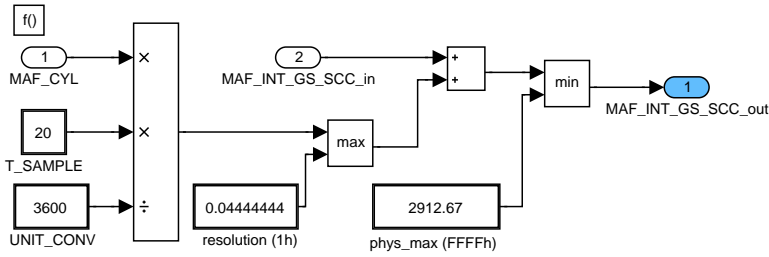 f()
1
MAF_CYL
×
20
T_SAMPLE
×
3600
UNIT_CONV
÷
2
MAF_INT_GS_SCC_in
max
0.04444444
resolution (1h)
+
+
2912.67
phys_max (FFFFh)
min
1
MAF_INT_GS_SCC_out